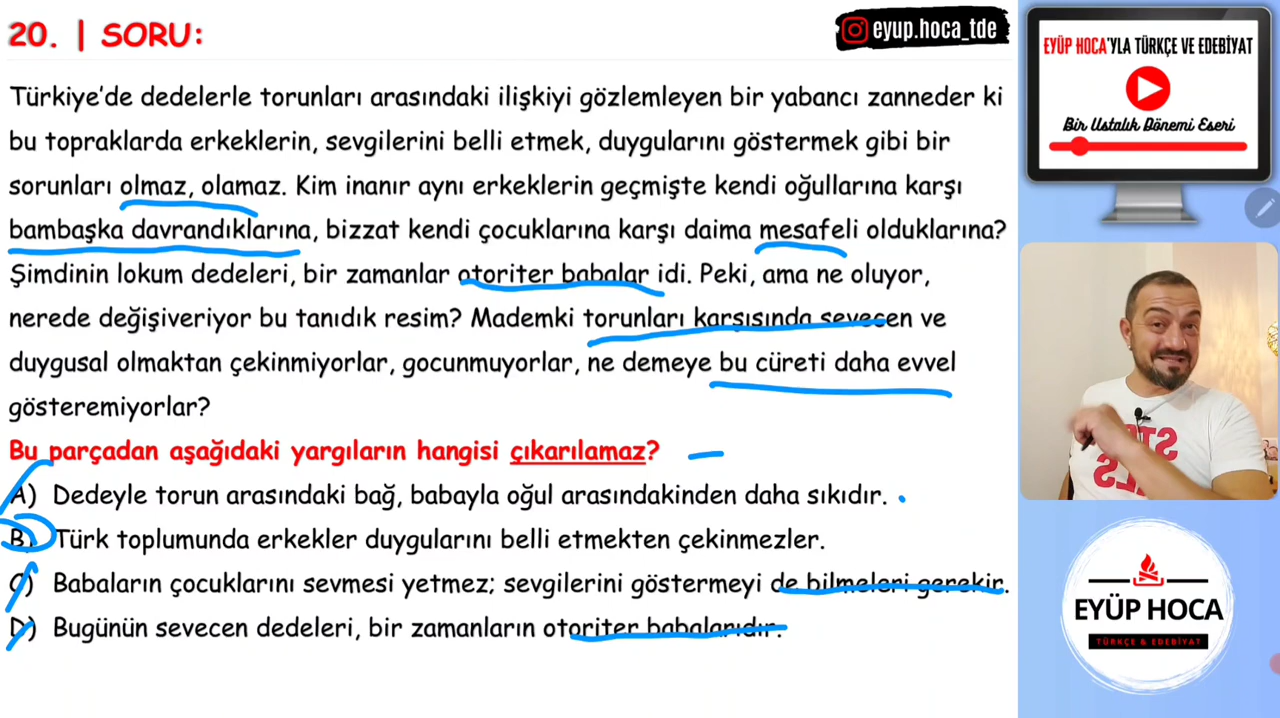 20. | SORU:
eyup.hoca_tde
Türkiye'de dedelerle torunları arasındaki ilişkiyi gözlemleyen bir yabancı zanneder ki
bu topraklarda erkeklerin, sevgilerini belli etmek, duygularını göstermek gibi bir
sorunları olmaz, olamaz. Kim inanır aynı erkeklerin geçmişte kendi oğullarına karşı
bambaşka davrandıklarına, bizzat kendi çocuklarına karşı daima mesafeli olduklarına?
Şimdinin lokum dedeleri, bir zamanlar otoriter babalar idi. Peki, ama ne oluyor,
nerede değişiveriyor bu tanıdık resim? Mademki torunları karşısında sevecen ve
duygusal olmaktan çekinmiyorlar, gocunmuyorlar, ne demeye bu cüreti daha evvel
gösteremiyorlar?
Bu parçadan aşağıdaki yargıların hangisi çıkarılamaz?
A) Dedeyle torun arasındaki bağ, babayla oğul arasındakinden daha sıkıdır.
B) Türk toplumunda erkekler duygularını belli etmekten çekinmezler.
C) Babaların çocuklarını sevmesi yetmez; sevgilerini göstermeyi de bilmeleri gerekir.
D) Bugünün sevecen dedeleri, bir zamanların otoriter babalarıdır.
EYÜP HOCA'YLA TÜRKÇE VE EDEBİYAT
Bir Ustalık Dönemi Eseri
EYÜP HOCA
TÜRKÇE & EDEBİYAT